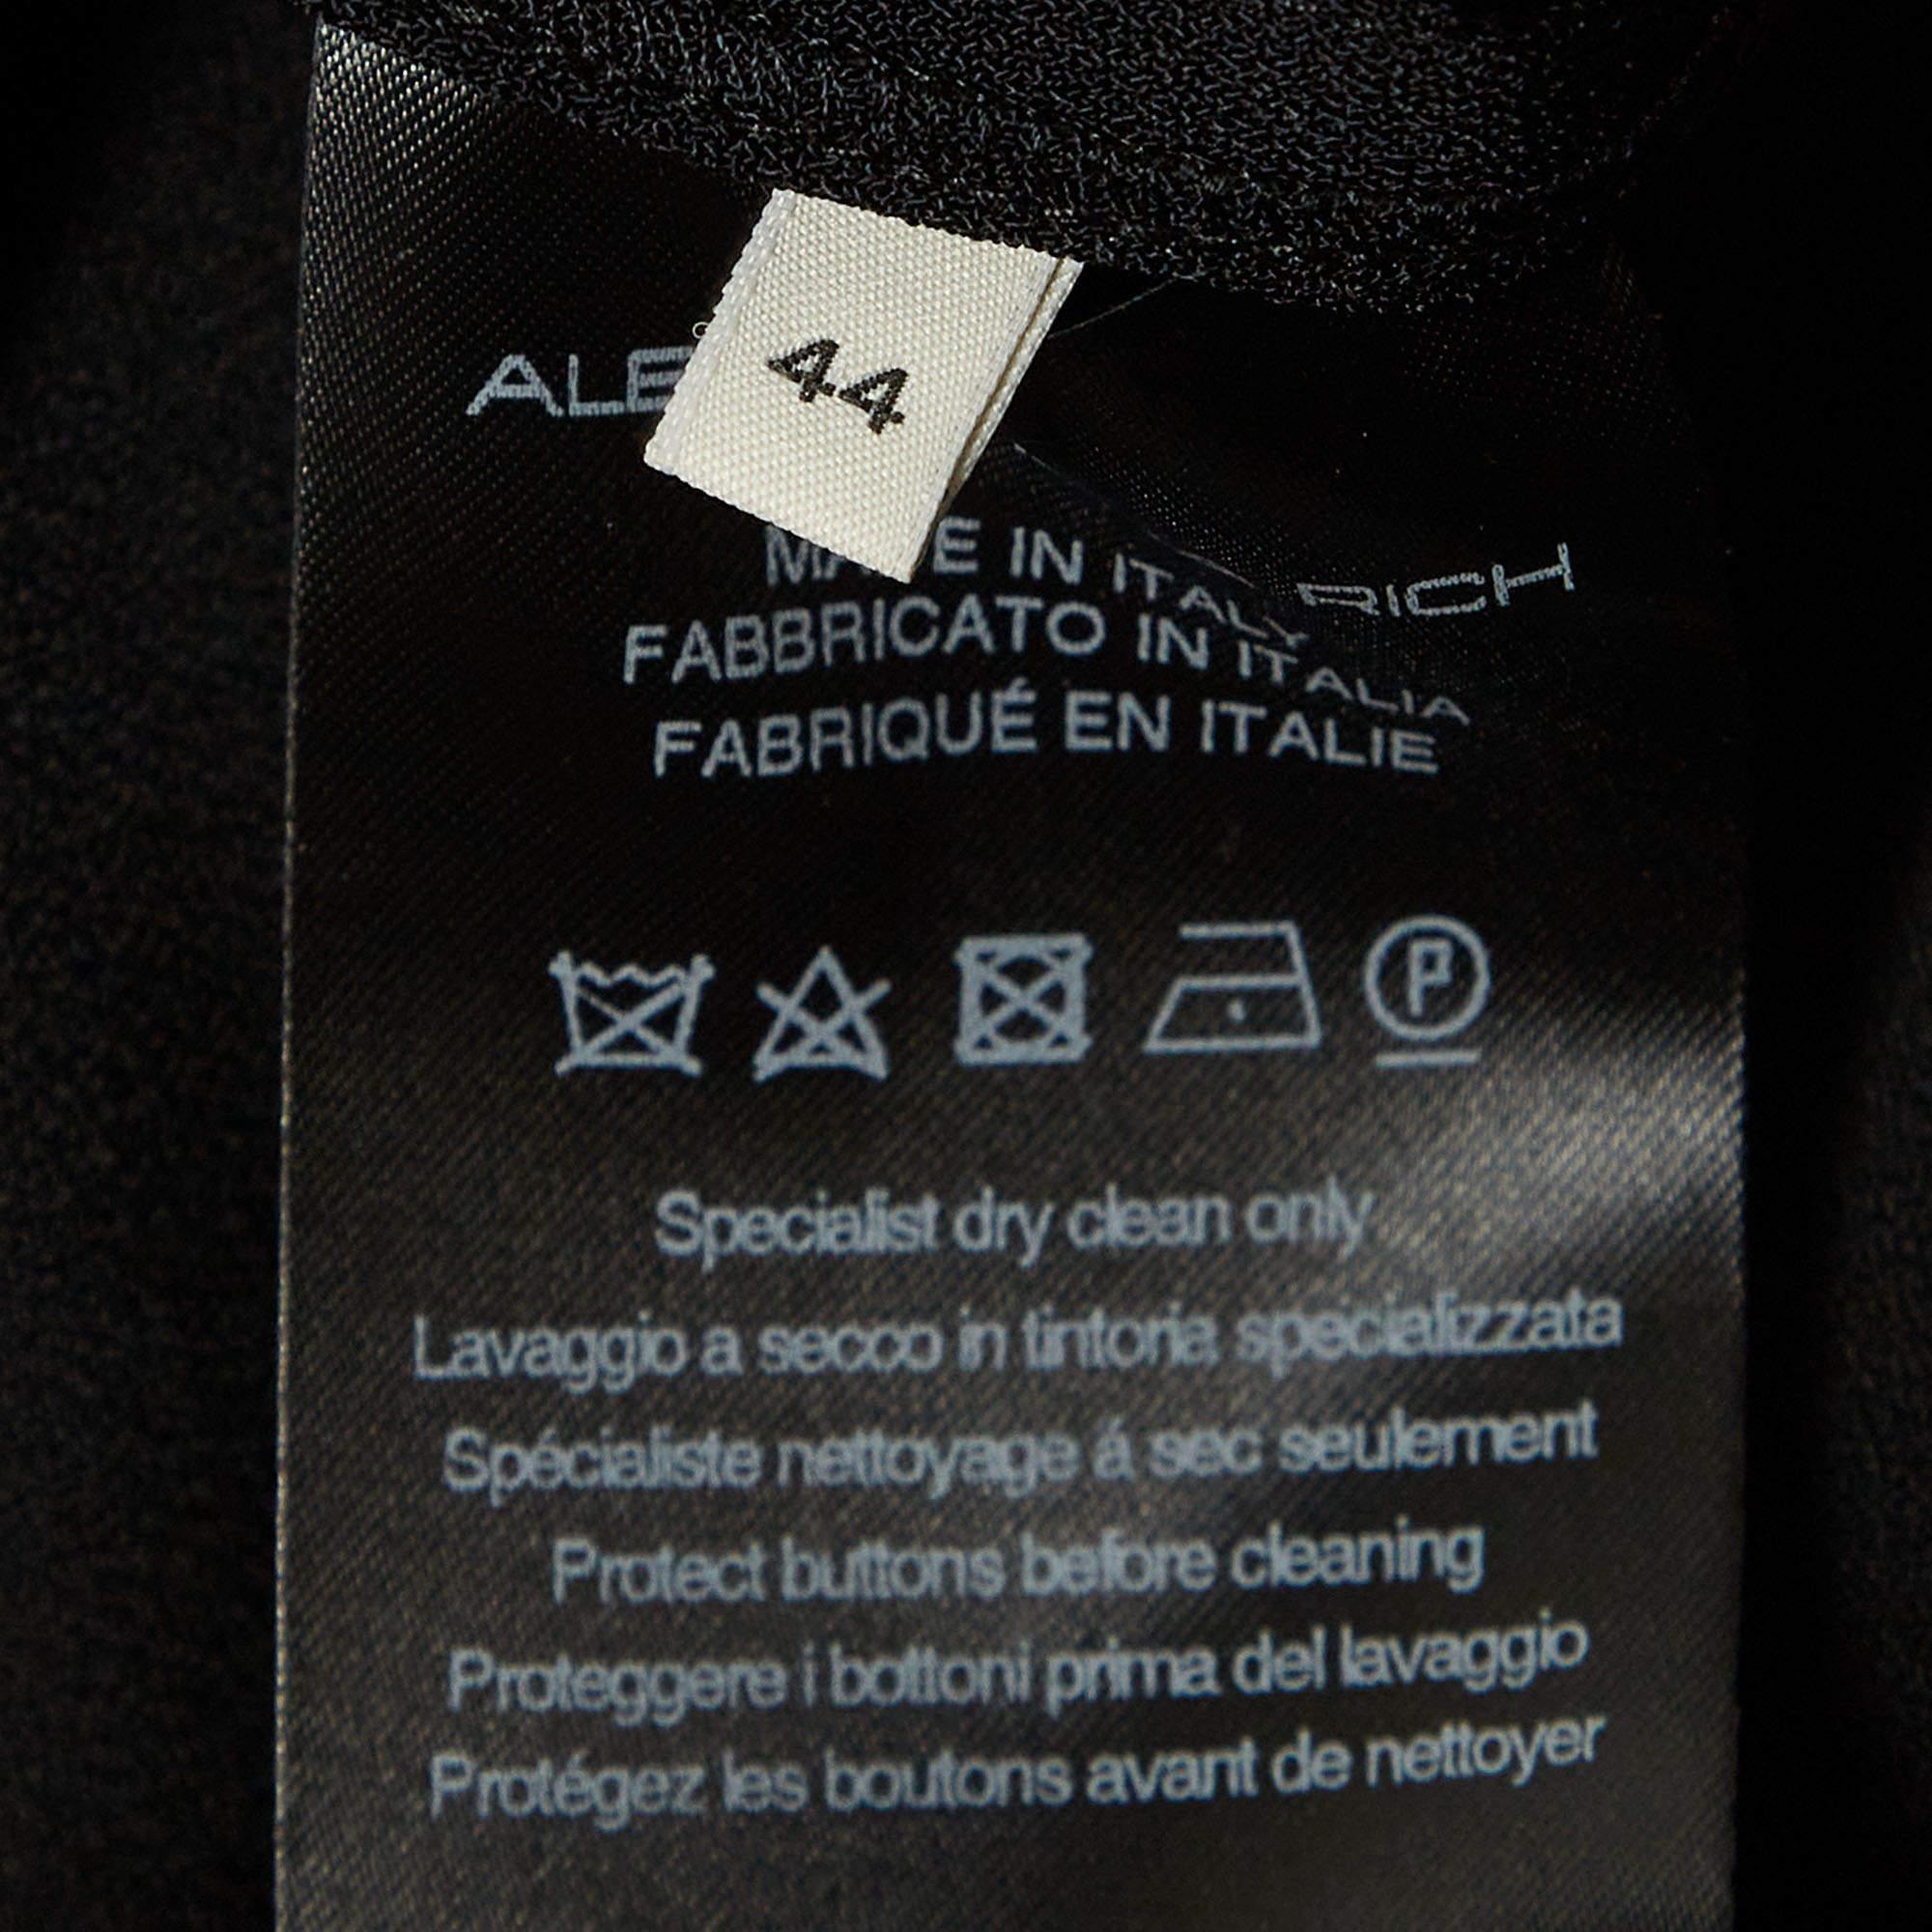 44
ALE
RICH
MADE IN ITALY
FABBRICATO IN ITALIA
FABRIQUÉ EN ITALIE
P
Specialist dry clean only
Lavaggio a secco in tintoria specializzata
Spécialiste nettoyage á sec seulement
Protect buttons before cleaning
Proteggere i bottoni prima del lavaggio
Protégez les boutons avant de nettoyer